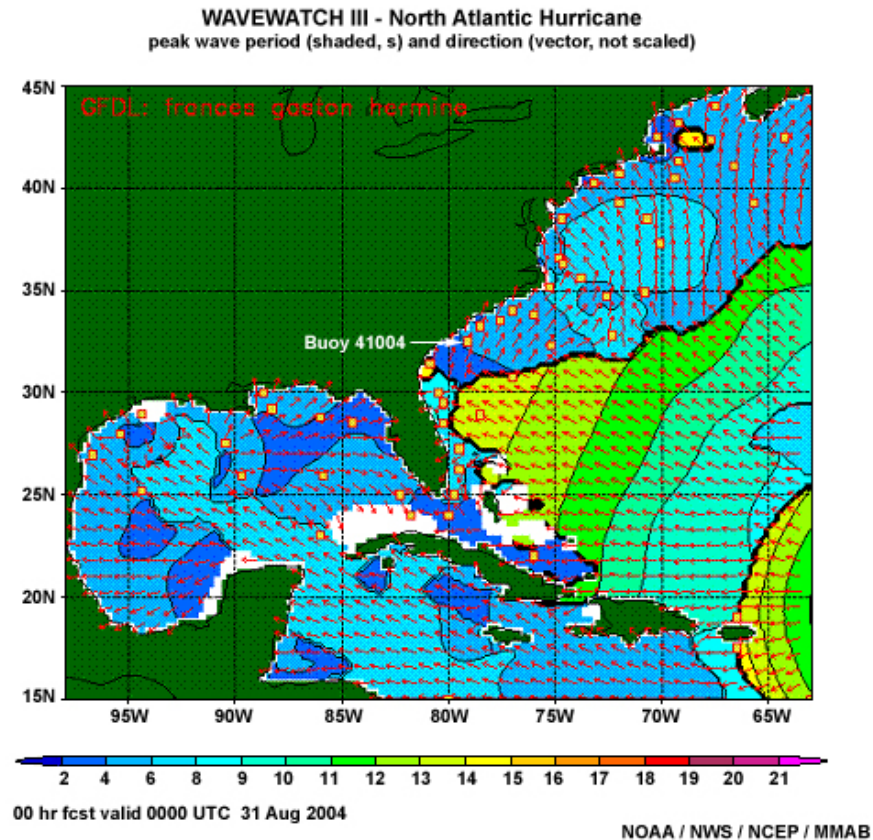 WAVEWATCH III - North Atlantic Hurricane
peak wave period (shaded, s) and direction (vector, not scaled)
45N
GFDL: frances gaston hermine
40N
35N
Buoy 41004
30N
25N
20N
15N
95W 90W 85W 80W 75W 70W 65W
2 4 6 8 9 10 11 12 13 14 15 16 17 18 19 20 21
00 hr fcst valid 0000 UTC 31 Aug 2004
NOAA / NWS / NCEP / MMAB